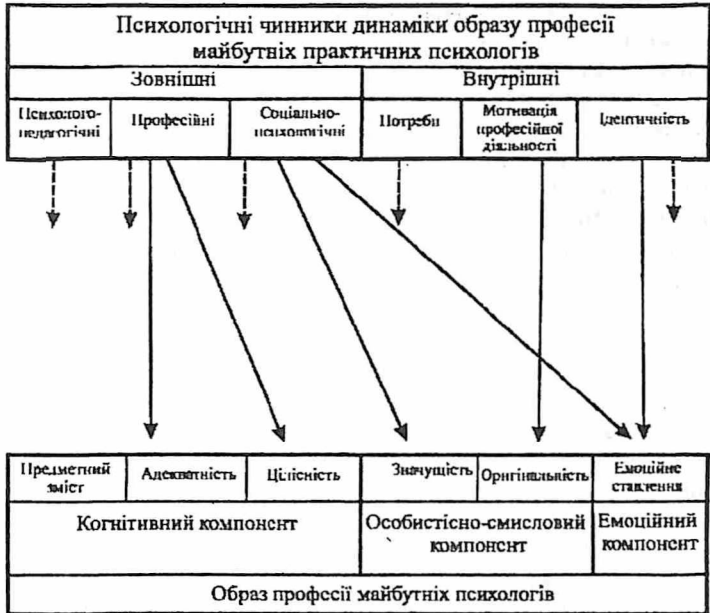 Психологічні чинники динаміки образу професії
майбутніх практичних психологів
Зовнішні
Внутрішні
Психолого-
педагогічні
Професійні
Соціально-
психологічні
Потреби
Мотивація
професійної
діяльності
Ідентичність
Предметний
зміст
Адекватність
Цілісність
Значущість
Оригінальність
Емоційне
ставлення
Когнітивний компонент
Особистісно-смисловий
компонент
Емоційний
компонент
Образ професії майбутніх психологів